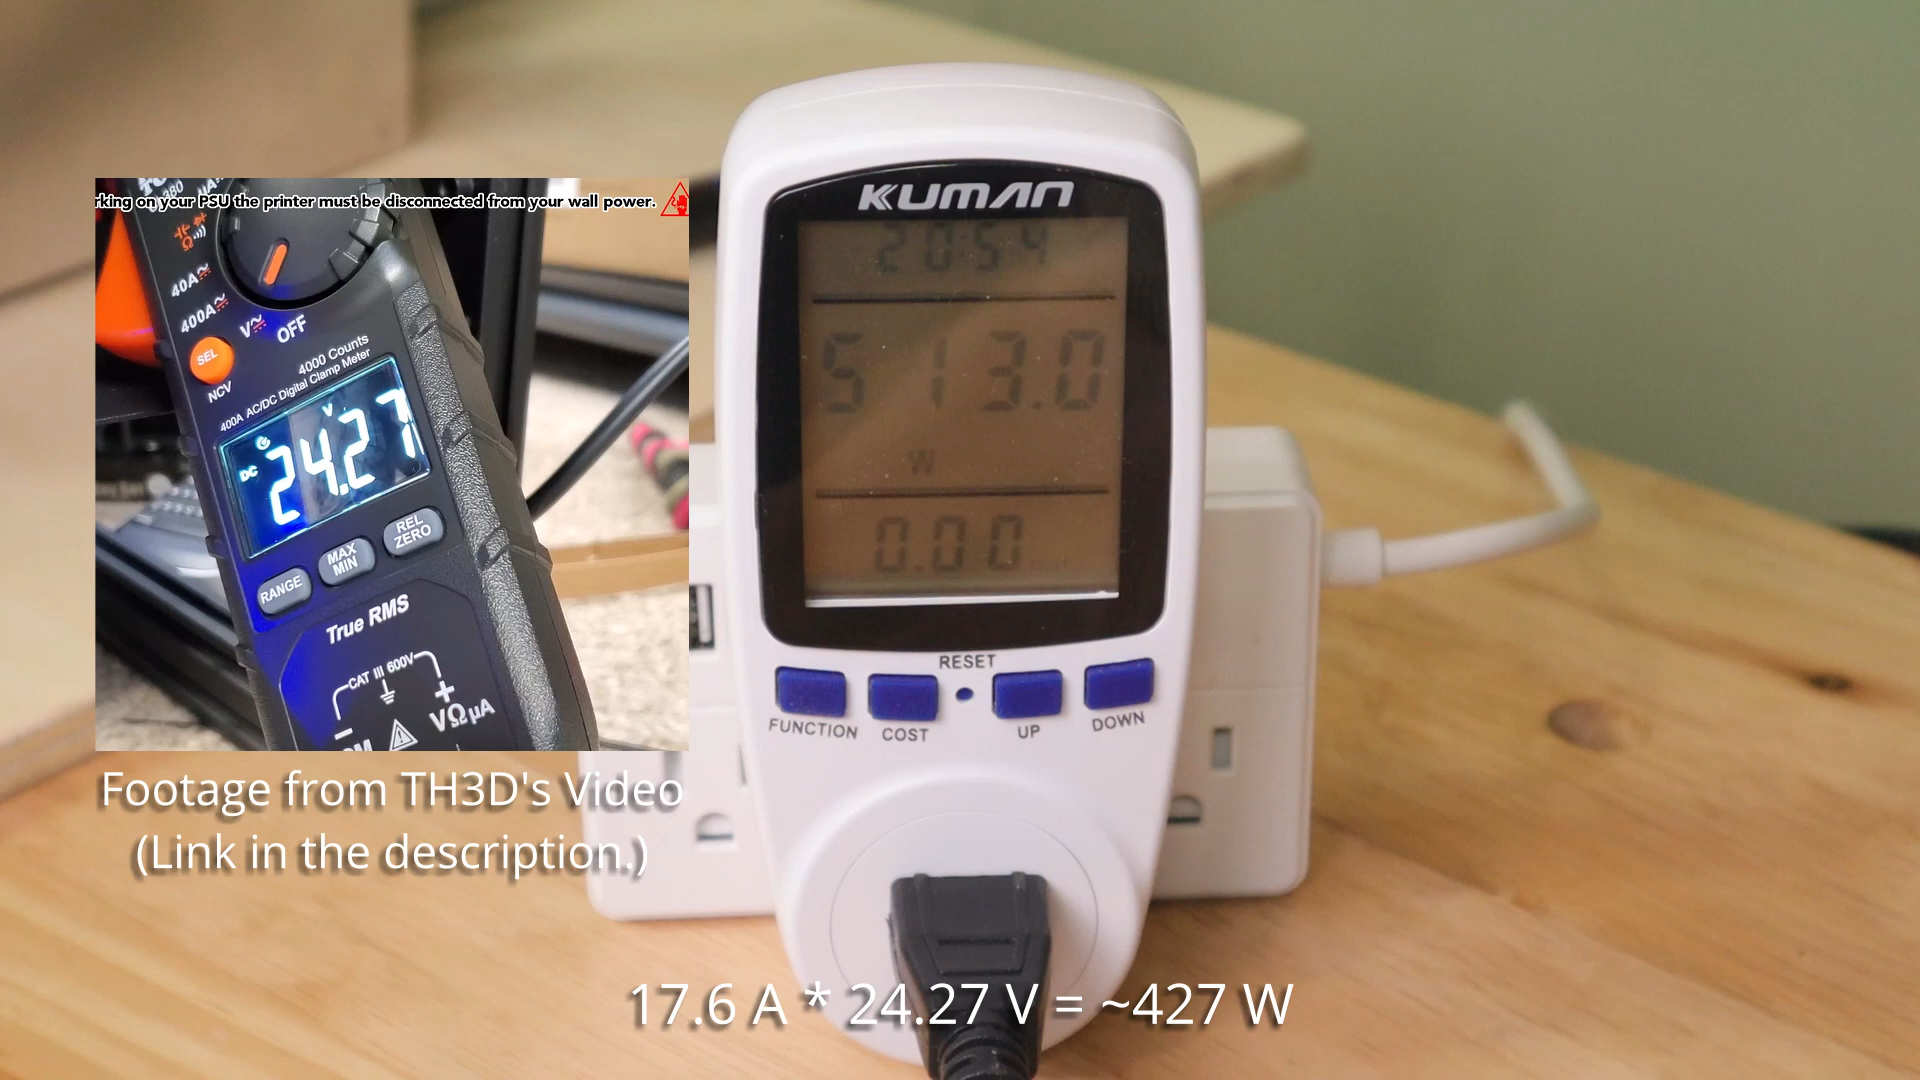 rking on your PSU the printer must be disconnected from your wall power.
40A
400A
V
OFF
SEL
NCV
4000 Counts
400A AC/DC Digital Clamp Meter
DC
V
24.27
RANGE
MAX
MIN
REL
ZERO
True RMS
CAT III 600V
VΩμA
Footage from TH3D's Video
(Link in the description.)
KUMAN
20:54
513.0
W
0.00
RESET
FUNCTION
COST
UP
DOWN
17.6 A * 24.27 V = ~427 W